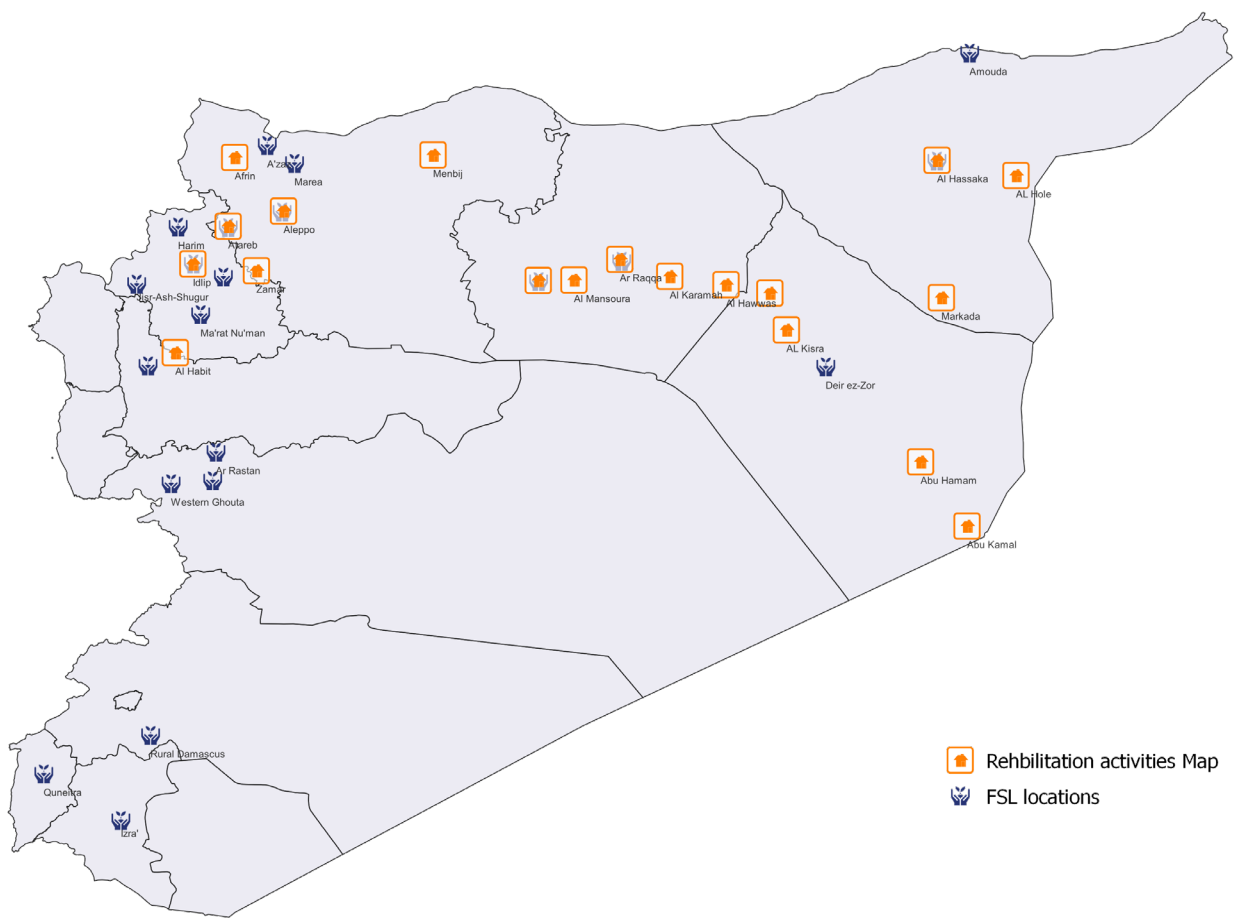 Amouda
A'zaz
Afrin
Marea
Menbij
Al Hassaka
AL Hole
Aleppo
Atareb
Harim
Idlip
Zamar
Jisr-Ash-Shugur
Ar Raqqa
Al Mansoura
Al Karamah
Al Hawwas
Markada
Ma'rat Nu'man
AL Kisra
Al Habit
Deir ez-Zor
Ar Rastan
Western Ghouta
Abu Hamam
Abu Kamal
Rural Damascus
Quneitra
Izra'
Rehbilitation activities Map
FSL locations